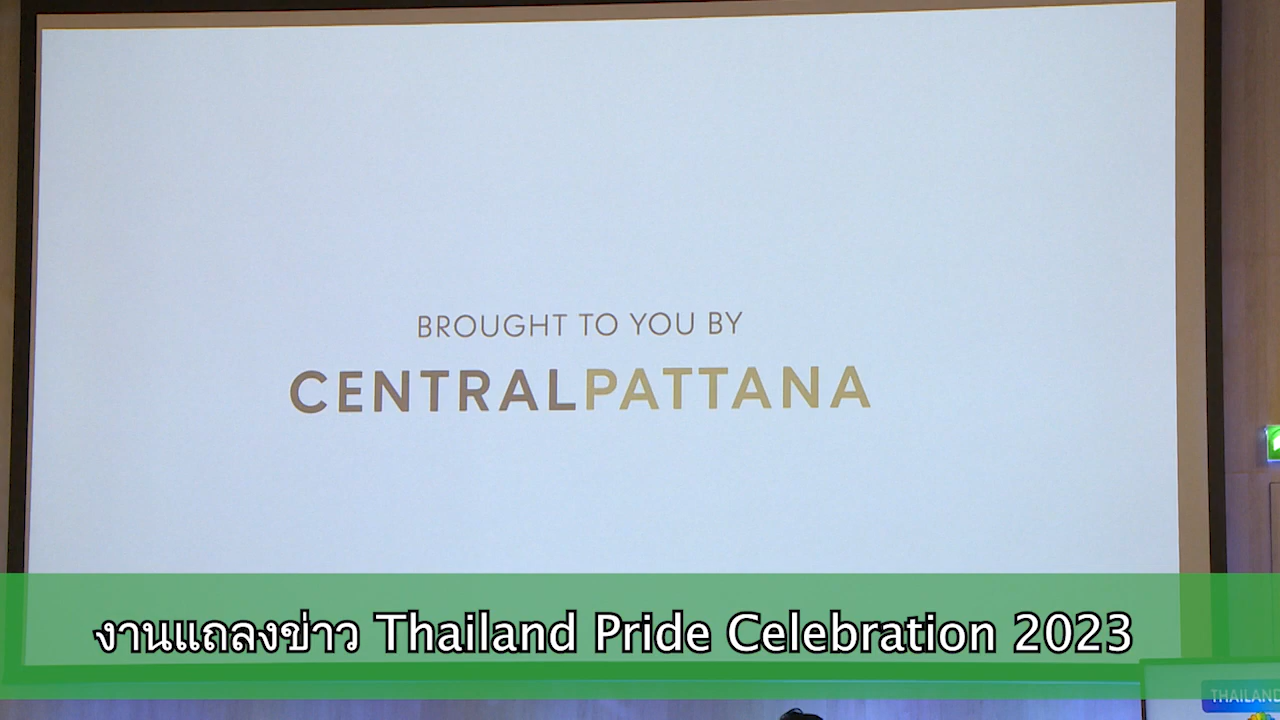 BROUGHT TO YOU BY
CENTRALPATTANA
งานแถลงข่าว Thailand Pride Celebration 2023
THAILAND